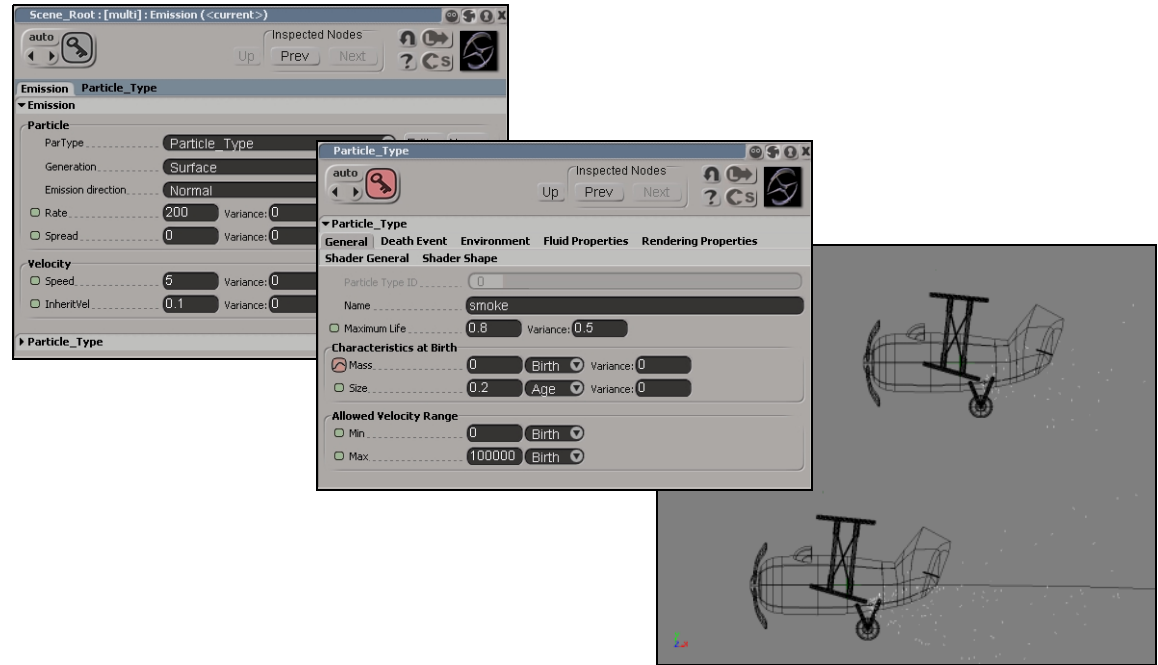 Scene_Root : [multi] : Emission (<current>)
auto
Inspected Nodes
Up Prev Next
? C S
Emission Particle_Type
Emission
Particle
ParType Particle_Type
Generation Surface
Emission direction Normal
Rate 200 Variance: 0
Spread 0 Variance: 0
Velocity
Speed 5 Variance: 0
InheritVel 0.1 Variance: 0
Particle_Type
Particle_Type
auto
Inspected Nodes
Up Prev Next
? C S
Particle_Type
General Death Event Environment Fluid Properties Rendering Properties
Shader General Shader Shape
Particle Type ID 0
Name smoke
Maximum Life 0.8 Variance: 0.5
Characteristics at Birth
Mass 0 Birth Variance: 0
Size 0.2 Age Variance: 0
Allowed Velocity Range
Min 0 Birth
Max 100000 Birth